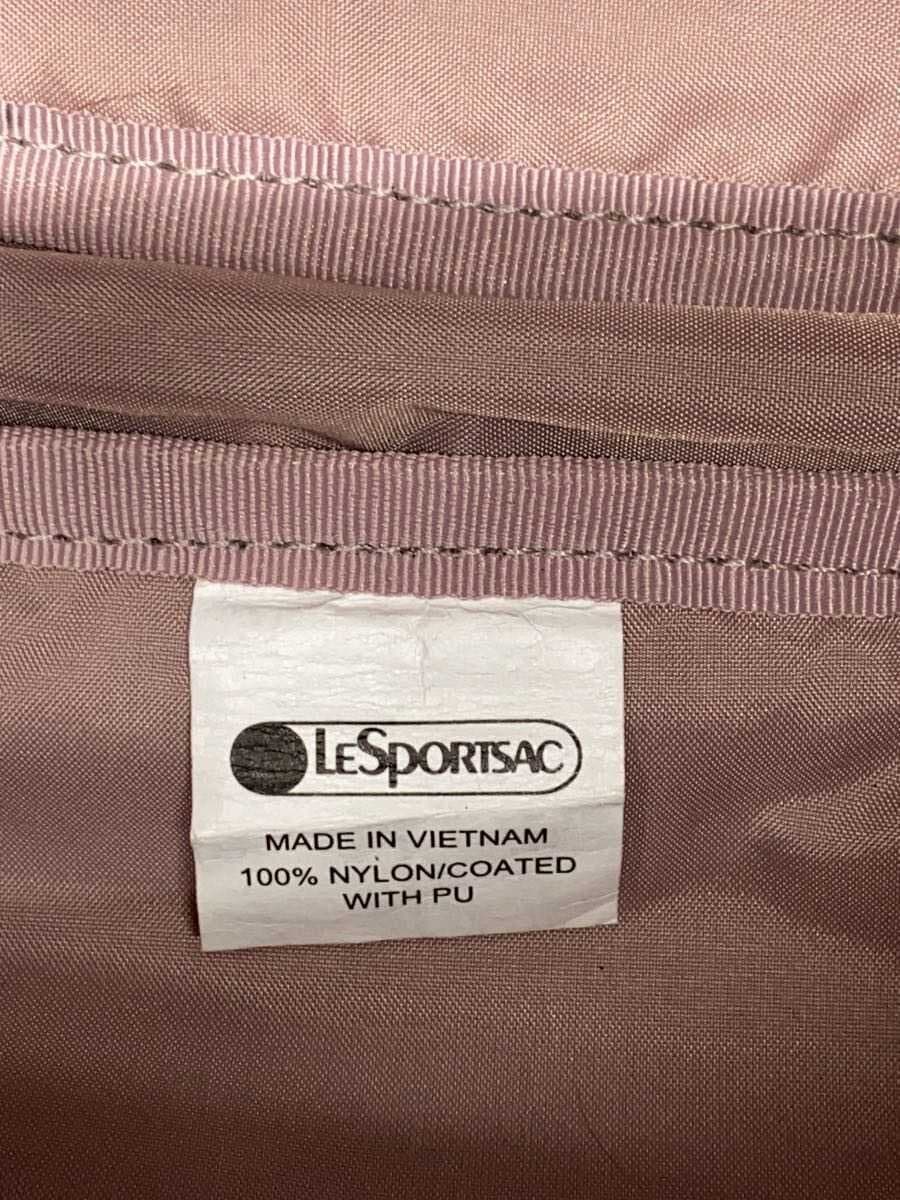 LESPORTSAC
MADE IN VIETNAM
100% NYLON/COATED
WITH PU